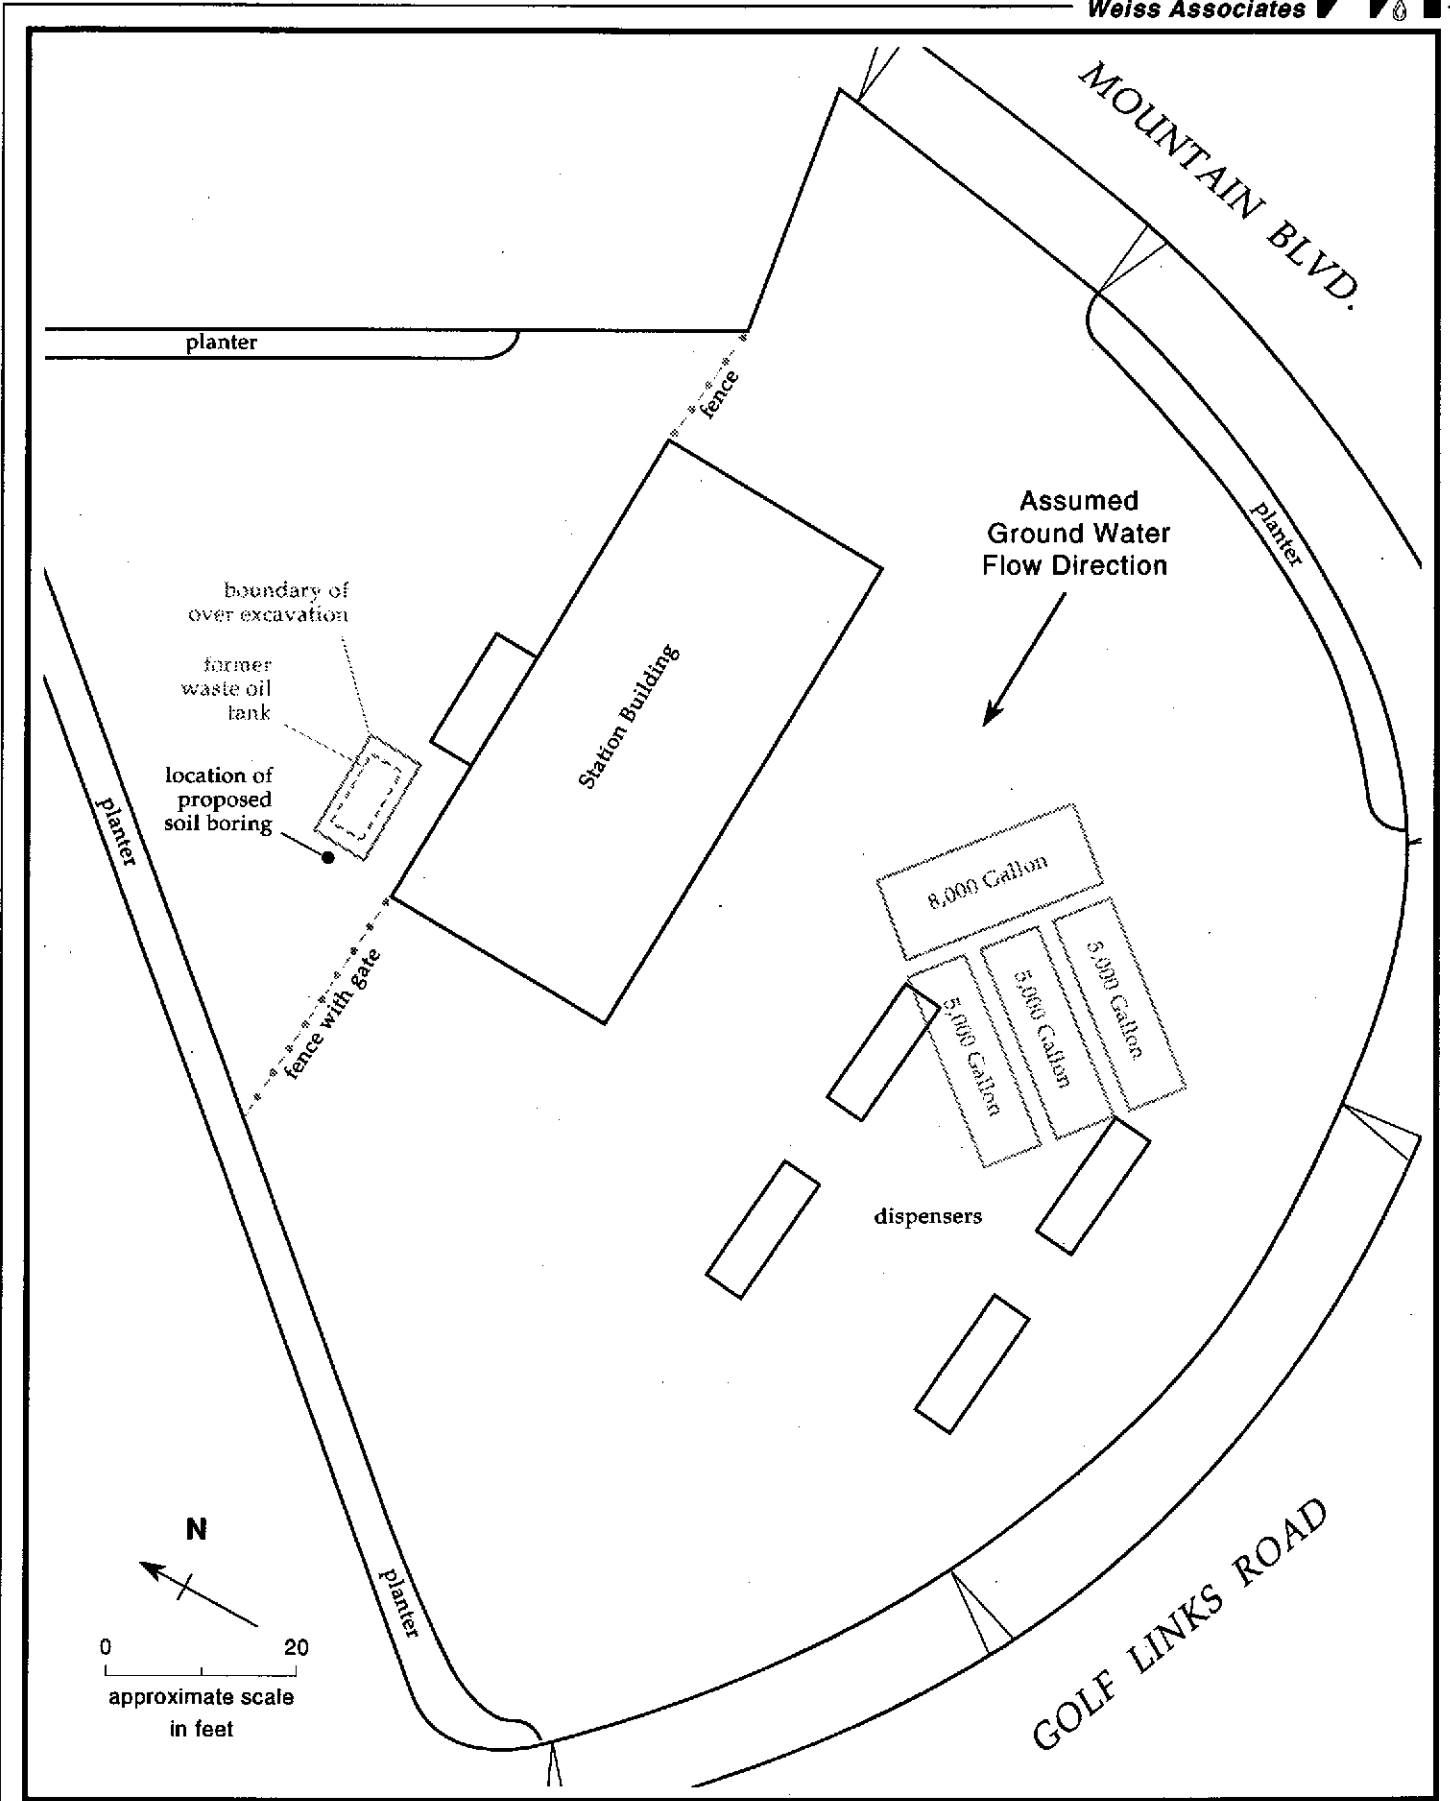 Weiss Associates
MOUNTAIN BLVD.
planter
fence
Assumed
Ground Water
Flow Direction
planter
boundary of
over excavation
former
waste oil
tank
Station Building
location of
proposed
soil boring
planter
8,000 Gallon
5,000 Gallon
5,000 Gallon
5,000 Gallon
fence with gate
dispensers
N
planter
GOLF LINKS ROAD
0 20
approximate scale
in feet